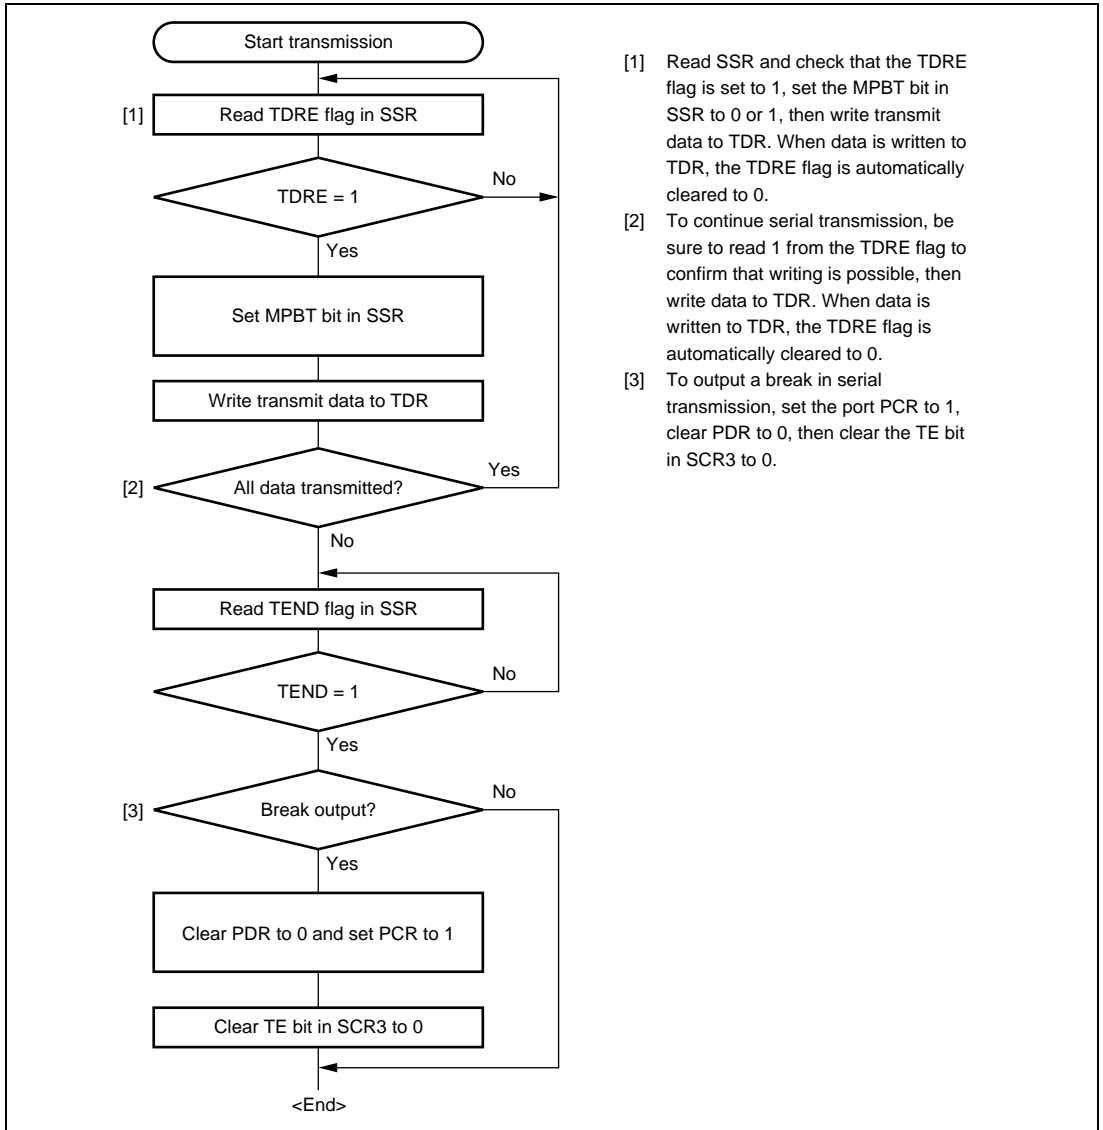 Start transmission
[1]
Read TDRE flag in SSR
TDRE = 1
No
Yes
Set MPBT bit in SSR
Write transmit data to TDR
[2]
All data transmitted?
Yes
No
Read TEND flag in SSR
TEND = 1
No
Yes
[3]
Break output?
No
Yes
Clear PDR to 0 and set PCR to 1
Clear TE bit in SCR3 to 0
<End>
[1] Read SSR and check that the TDRE
flag is set to 1, set the MPBT bit in
SSR to 0 or 1, then write transmit
data to TDR. When data is written to
TDR, the TDRE flag is automatically
cleared to 0.
[2] To continue serial transmission, be
sure to read 1 from the TDRE flag to
confirm that writing is possible, then
write data to TDR. When data is
written to TDR, the TDRE flag is
automatically cleared to 0.
[3] To output a break in serial
transmission, set the port PCR to 1,
clear PDR to 0, then clear the TE bit
in SCR3 to 0.